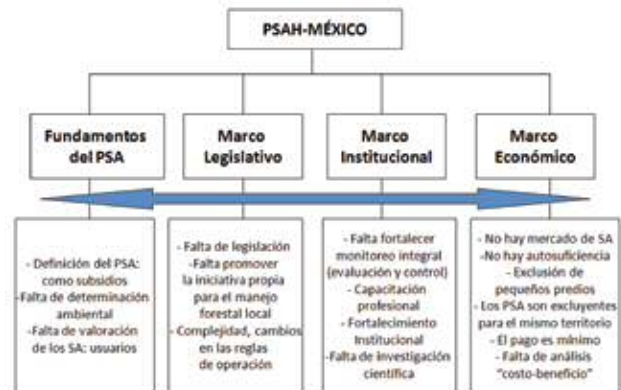 PSAH-MÉXICO
Fundamentos
del PSA
Marco
Legislativo
Marco
Institucional
Marco
Económico
- Definición del PSA:
como subsidios
-Falta de determinación
ambiental
- Falta de valoración
de los SA: usuarios
- Falta de legislación
-Falta promover
la iniciativa propia
para el manejo
forestal local
- Complejidad, cambios
en las reglas
de operación
- Falta fortalecer
monitoreo integral
(evaluación y control)
- Capacitación
profesional
- Fortalecimiento
Institucional
-Falta de investigación
científica
- No hay mercado de SA
-No hay autosuficiencia
- Exclusión de
pequeños predios
- Los PSA son excluyentes
para el mismo territorio
- El pago es mínimo
- Falta de análisis
"costo-beneficio"